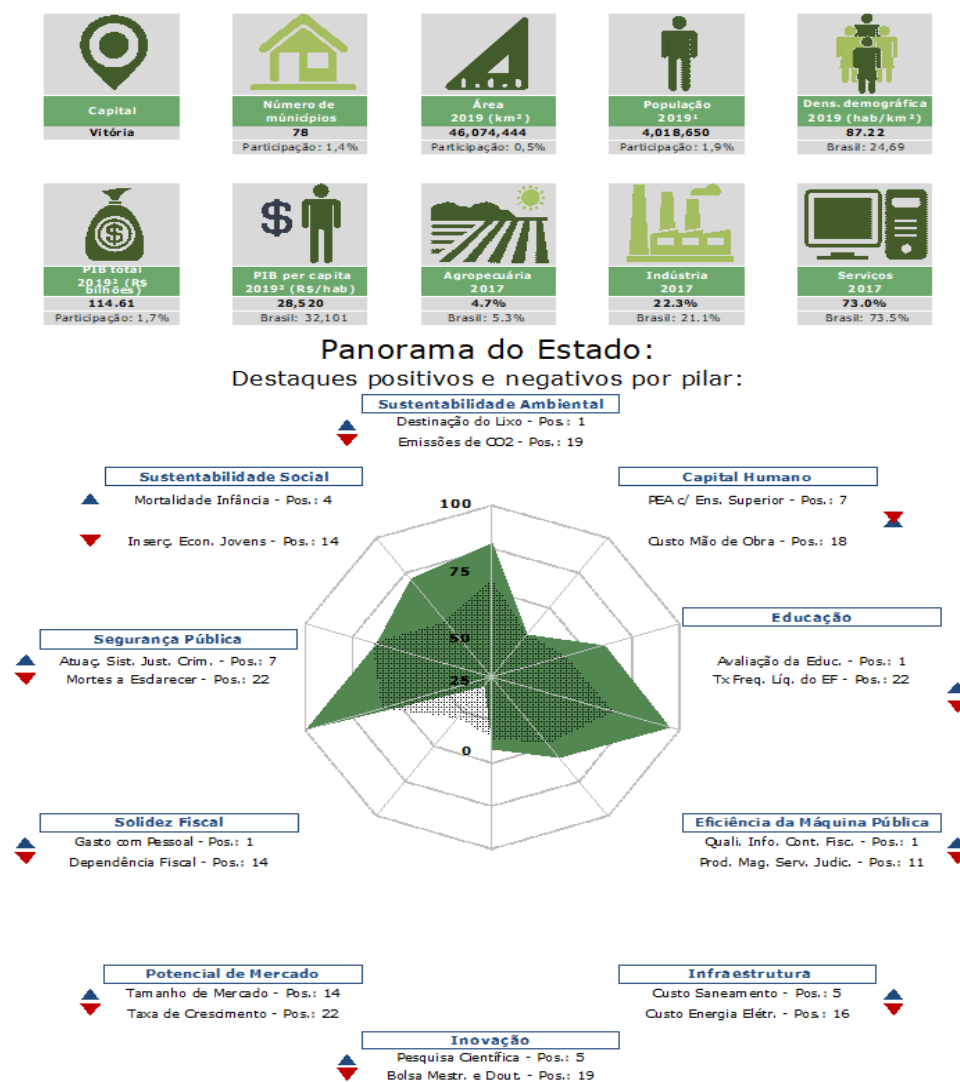 Capital
Vitória
Número de
múnicípios
78
Participação: 1,4%
Área
2019 (km²)
46,074,444
Participação: 0,5%
População
2019¹
4,018,650
Participação: 1,9%
Dens. demográfica
2019 (hab/km²)
87.22
Brasil: 24,69
PIB total
2019² (R$
bilhões)
114.61
Participação: 1,7%
PIB per capita
2019² (R$/hab)
28,520
Brasil: 32,101
Agropecuária
2017
4.7%
Brasil: 5.3%
Indústria
2017
22.3%
Brasil: 21.1%
Serviços
2017
73.0%
Brasil: 73.5%
Panorama do Estado:
Destaques positivos e negativos por pilar:
Sustentabilidade Ambiental
Destinação do Lixo - Pos.: 1
Emissões de CO2 - Pos.: 19
Sustentabilidade Social
Mortalidade Infância - Pos.: 4
Inserç. Econ. Jovens - Pos.: 14
Capital Humano
PEA c/ Ens. Superior - Pos.: 7
Custo Mão de Obra - Pos.: 18
100
75
50
25
0
Segurança Pública
Atuaç. Sist. Just. Crim. - Pos.: 7
Mortes a Esclarecer - Pos.: 22
Educação
Avaliação da Educ. - Pos.: 1
Tx Freq. Líq. do EF - Pos.: 22
Solidez Fiscal
Gasto com Pessoal - Pos.: 1
Dependência Fiscal - Pos.: 14
Eficiência da Máquina Pública
Quali. Info. Cont. Fisc. - Pos.: 1
Prod. Mag. Serv. Judic. - Pos.: 11
Potencial de Mercado
Tamanho de Mercado - Pos.: 14
Taxa de Crescimento - Pos.: 22
Infraestrutura
Custo Saneamento - Pos.: 5
Custo Energia Elétr. - Pos.: 16
Inovação
Pesquisa Científica - Pos.: 5
Bolsa Mestr. e Dout. - Pos.: 19